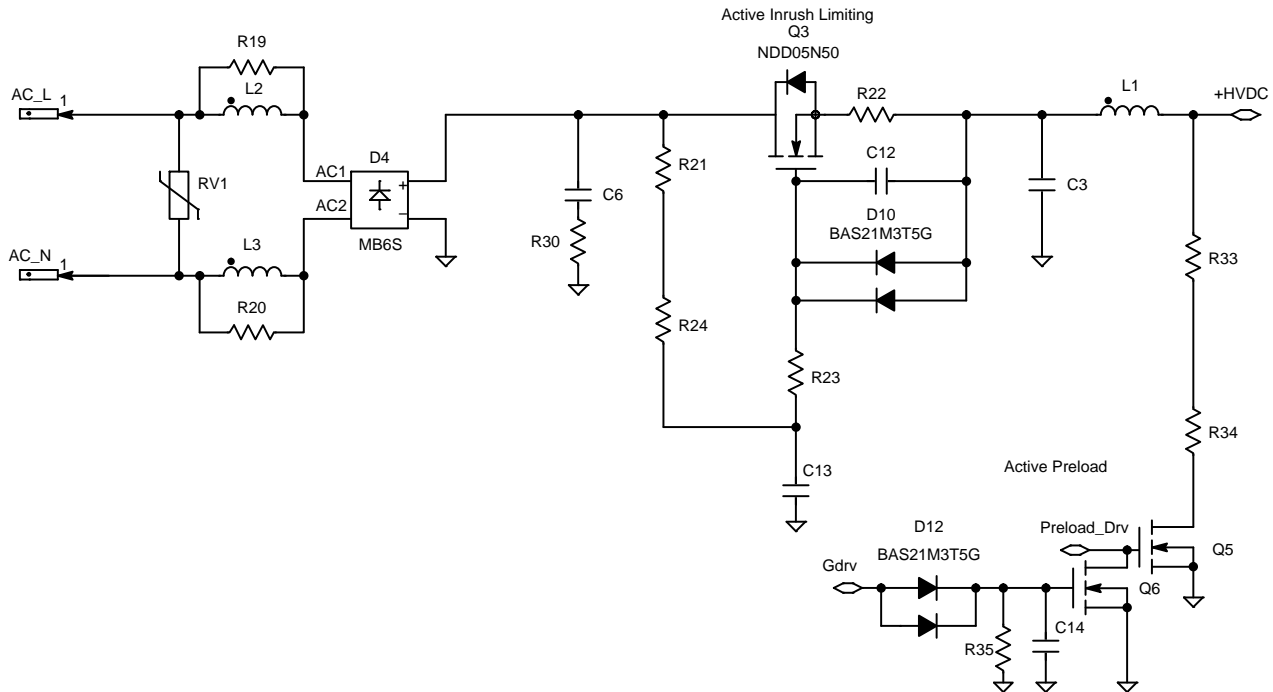 Active Inrush Limiting
Q3
NDD05N50
R19
L2
AC_L 1
R22
L1
+HVDC
C12
D4
AC1
R21
RV1
AC2
C6
C3
D10
BAS21M3T5G
R30
MB6S
L3
AC_N 1
R33
R20
R24
R23
R34
C13
Active Preload
D12
BAS21M3T5G
Preload_Drv
Q5
Gdrv
Q6
C14
R35